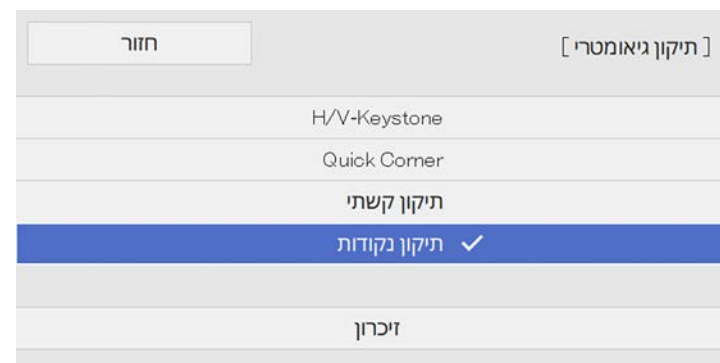 [ תיקון גיאומטרי ]
חזור
H/V-Keystone
Quick Corner
תיקון קשתי
תיקון נקודות
זיכרון